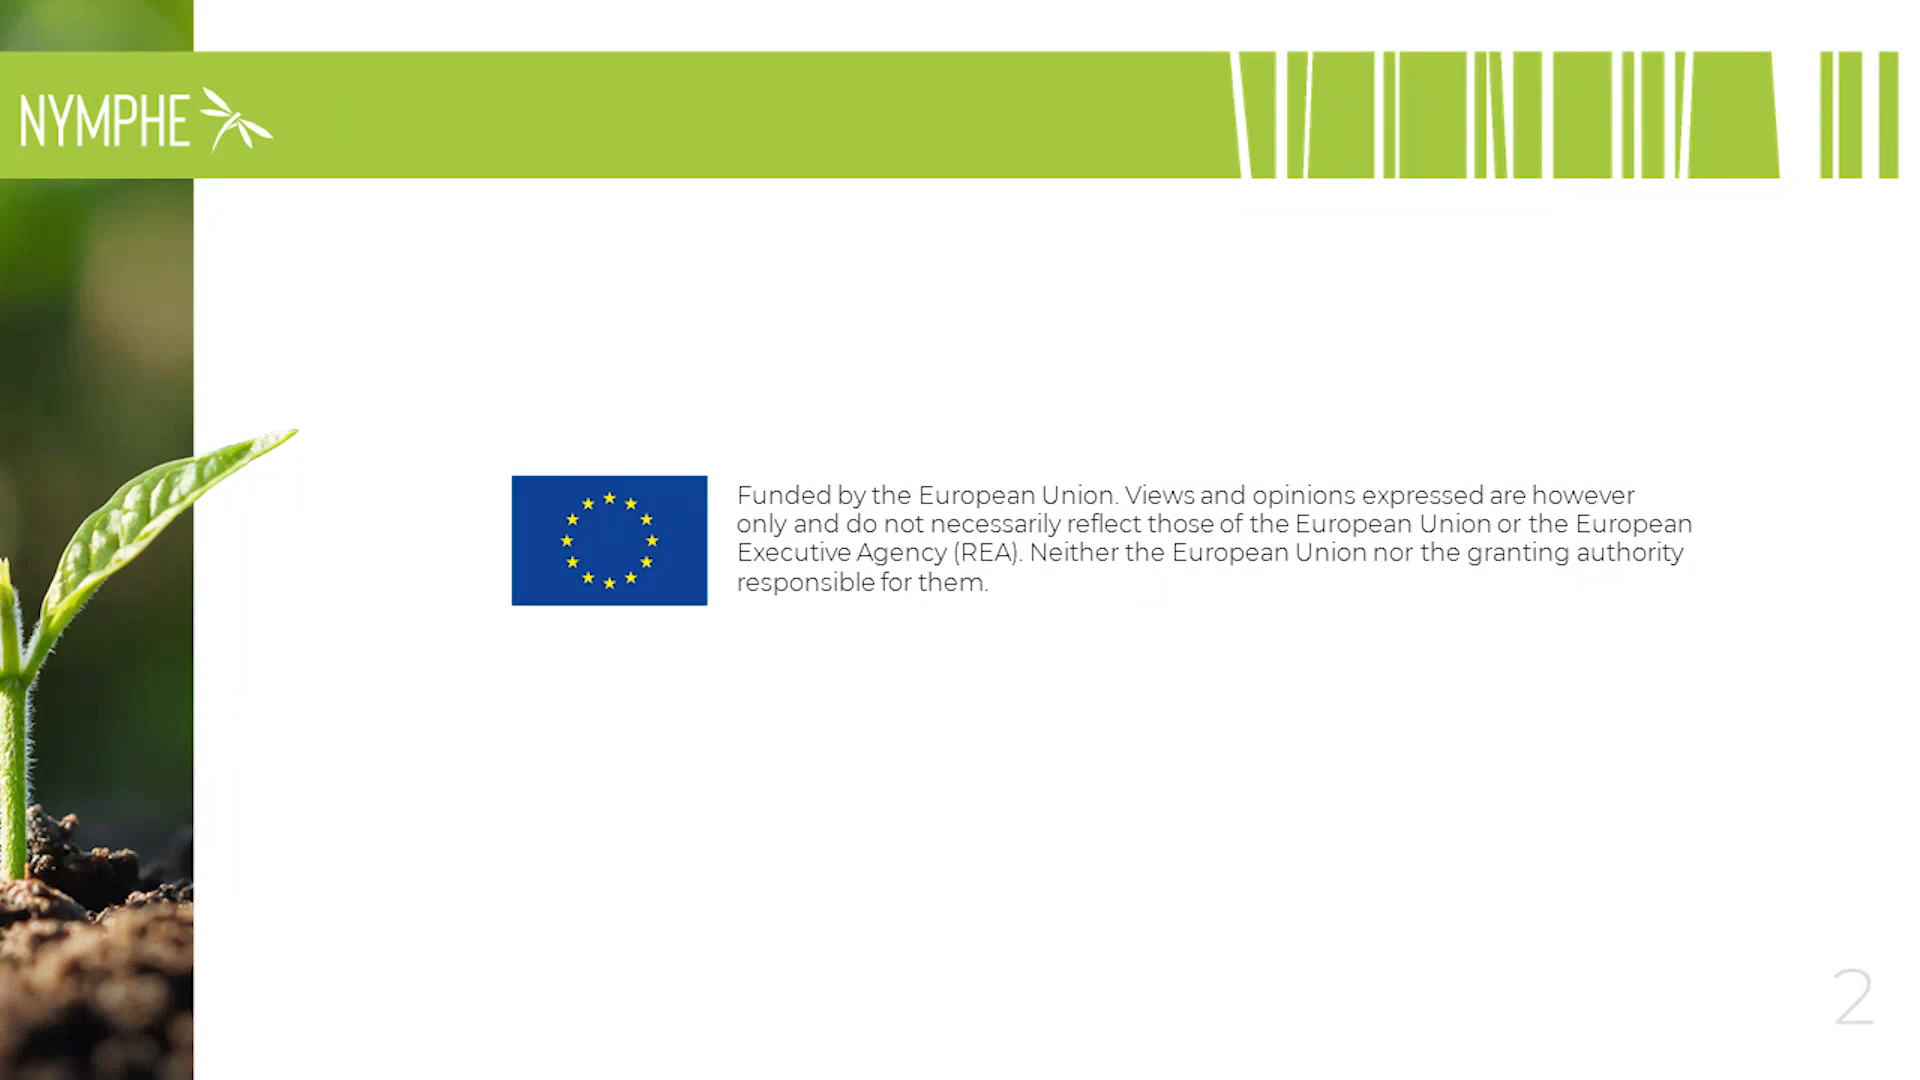 NYMPHE
Funded by the European Union. Views and opinions expressed are however
only and do not necessarily reflect those of the European Union or the European
Executive Agency (REA). Neither the European Union nor the granting authority
responsible for them.
2